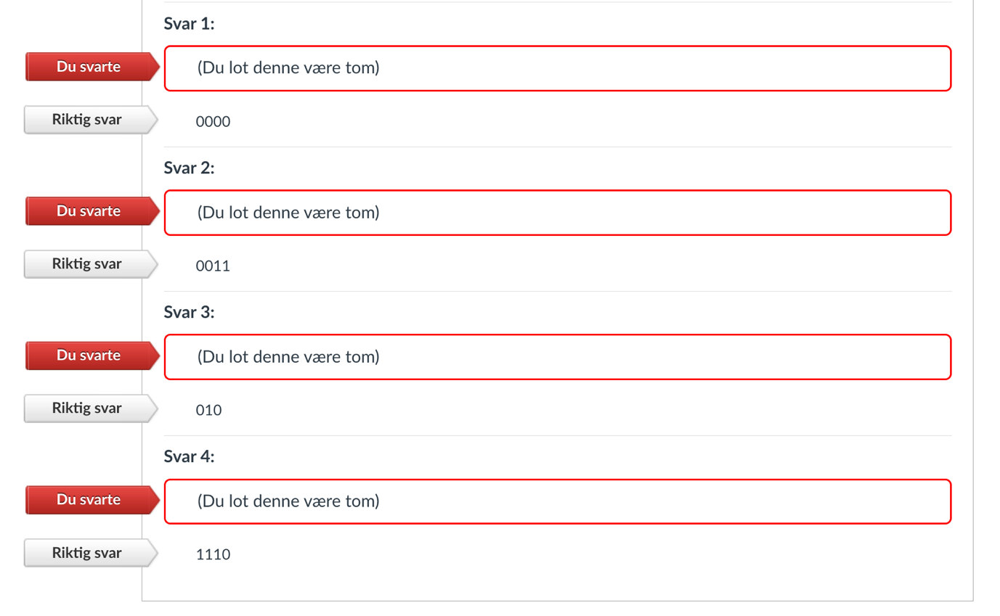 Svar 1:
Du svarte
(Du lot denne være tom)
Riktig svar
0000
Svar 2:
Du svarte
(Du lot denne være tom)
Riktig svar
0011
Svar 3:
Du svarte
(Du lot denne være tom)
Riktig svar
010
Svar 4:
Du svarte
(Du lot denne være tom)
Riktig svar
1110